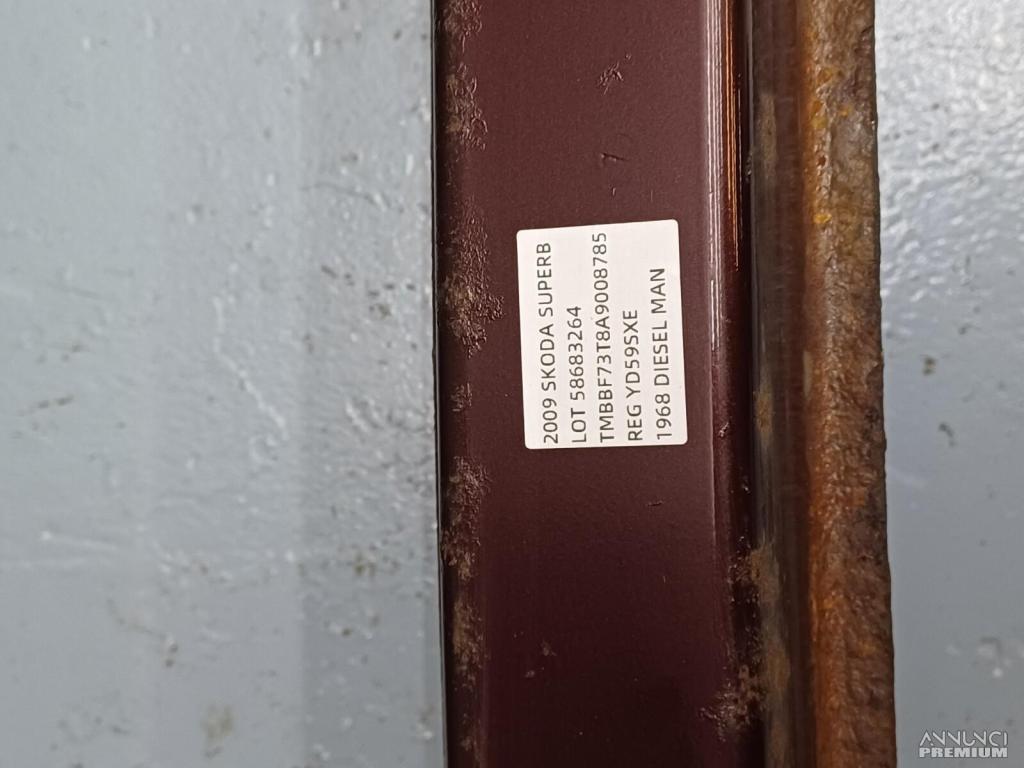 2009 SKODA SUPERB
LOT 58683264
TMBBF73T8A9008785
REG YD59SXE
1968 DIESEL MAN
ANNUNCI
PREMIUM